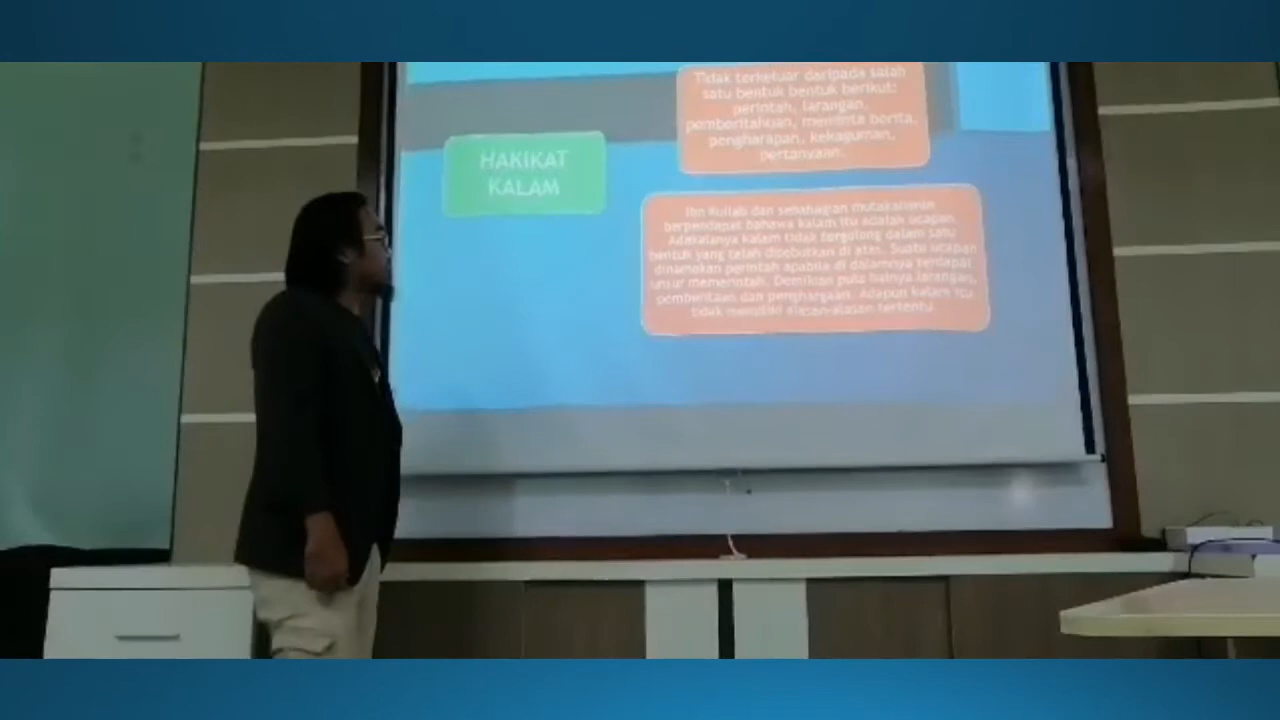 HAKIKAT
KALAM
Tidak terkeluar daripada salah
satu bentuk bentuk berikut:
perintah, larangan,
pemberitahuan, meminta berita,
pengharapan, kekaguman,
pertanyaan.
Ibn Kullab dan sebahagian mutakalimin
berpendapat bahawa kalam itu adalah ucapan.
Adakalanya kalam tidak tergolong dalam satu
bentuk yang telah disebutkan di atas. Suatu ucapan
dinamakan perintah apabila di dalamnya terdapat
unsur memerintah. Demikian pula halnya larangan,
pemberitaan dan penghargaan. Adapun kalam itu
tidak memiliki alasan-alasan tertentu.